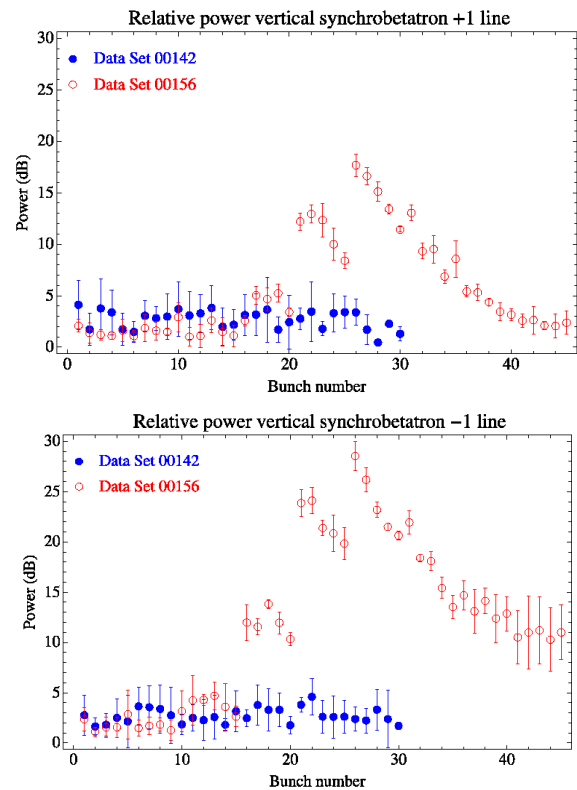 Relative power vertical synchrobetatron +1 line
30
Data Set 00142
25
Data Set 00156
20
15
10
5
0
Power (dB)
0 10 20 30 40
Bunch number
Relative power vertical synchrobetatron −1 line
30
Data Set 00142
25
Data Set 00156
20
15
10
5
0
Power (dB)
0 10 20 30 40
Bunch number